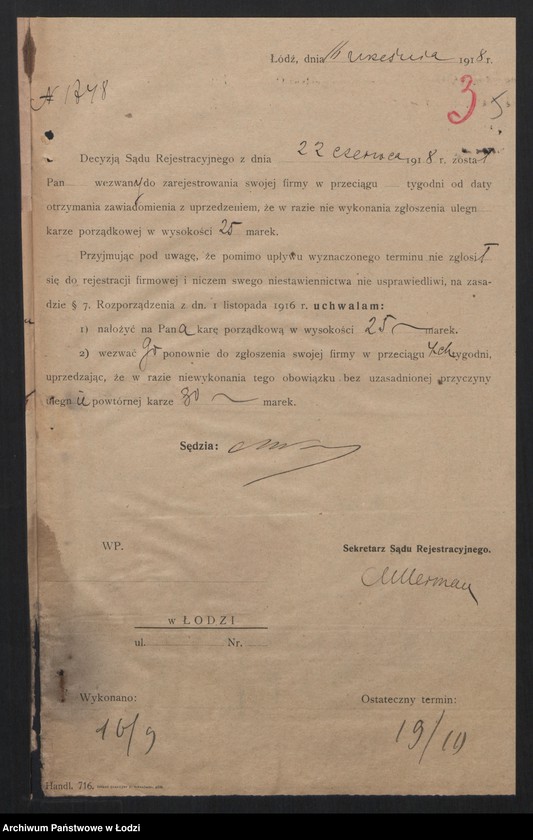 Łódź, dnia 11 września 1918 r.
№ 1748
3 5
Decyzją Sądu Rejestracyjnego z dnia 22 czerwca 1918 r. został
Pan wezwany do zarejestrowania swojej firmy w przeciągu tygodni od daty
otrzymania zawiadomienia z uprzedzeniem, że w razie nie wykonania zgłoszenia ulegn
karze porządkowej w wysokości 25 marek.
Przyjmując pod uwagę, że pomimo upływu wyznaczonego terminu nie zgłosił
się do rejestracji firmowej i niczem swego niestawiennictwa nie usprawiedliwi, na zasa-
dzie § 7. Rozporządzenia z dn. 1 listopada 1916 r. uchwalam:
1) nałożyć na Pana karę porządkową w wysokości 25 marek.
2) wezwać go ponownie do zgłoszenia swojej firmy w przeciągu 4ch tygodni,
uprzedzając, że w razie niewykonania tego obowiązku bez uzasadnionej przyczyny
ulegnie powtórnej karze 30 marek.
Sędzia:
WP.
Sekretarz Sądu Rejestracyjnego.
w ŁODZI
ul. Nr.
Wykonano:
Ostateczny termin:
16/9
19/10
Handl. 716.
Archiwum Państwowe w Łodzi